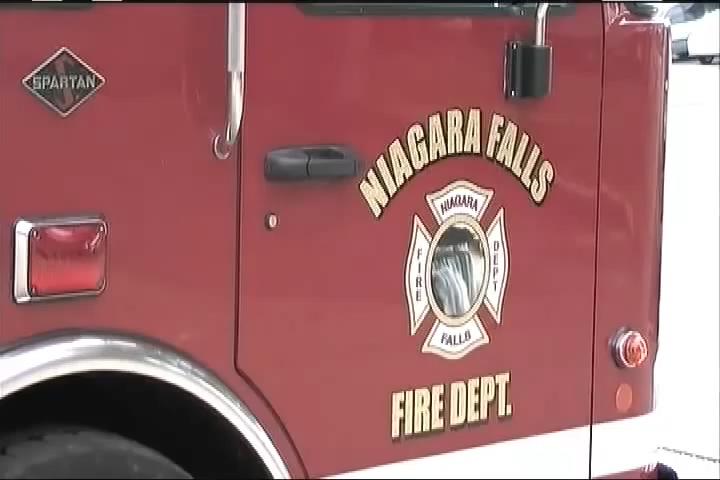 SPARTAN
NIAGARA FALLS
NIAGARA
FIRE
DEPT
FALLS
FIRE DEPT.